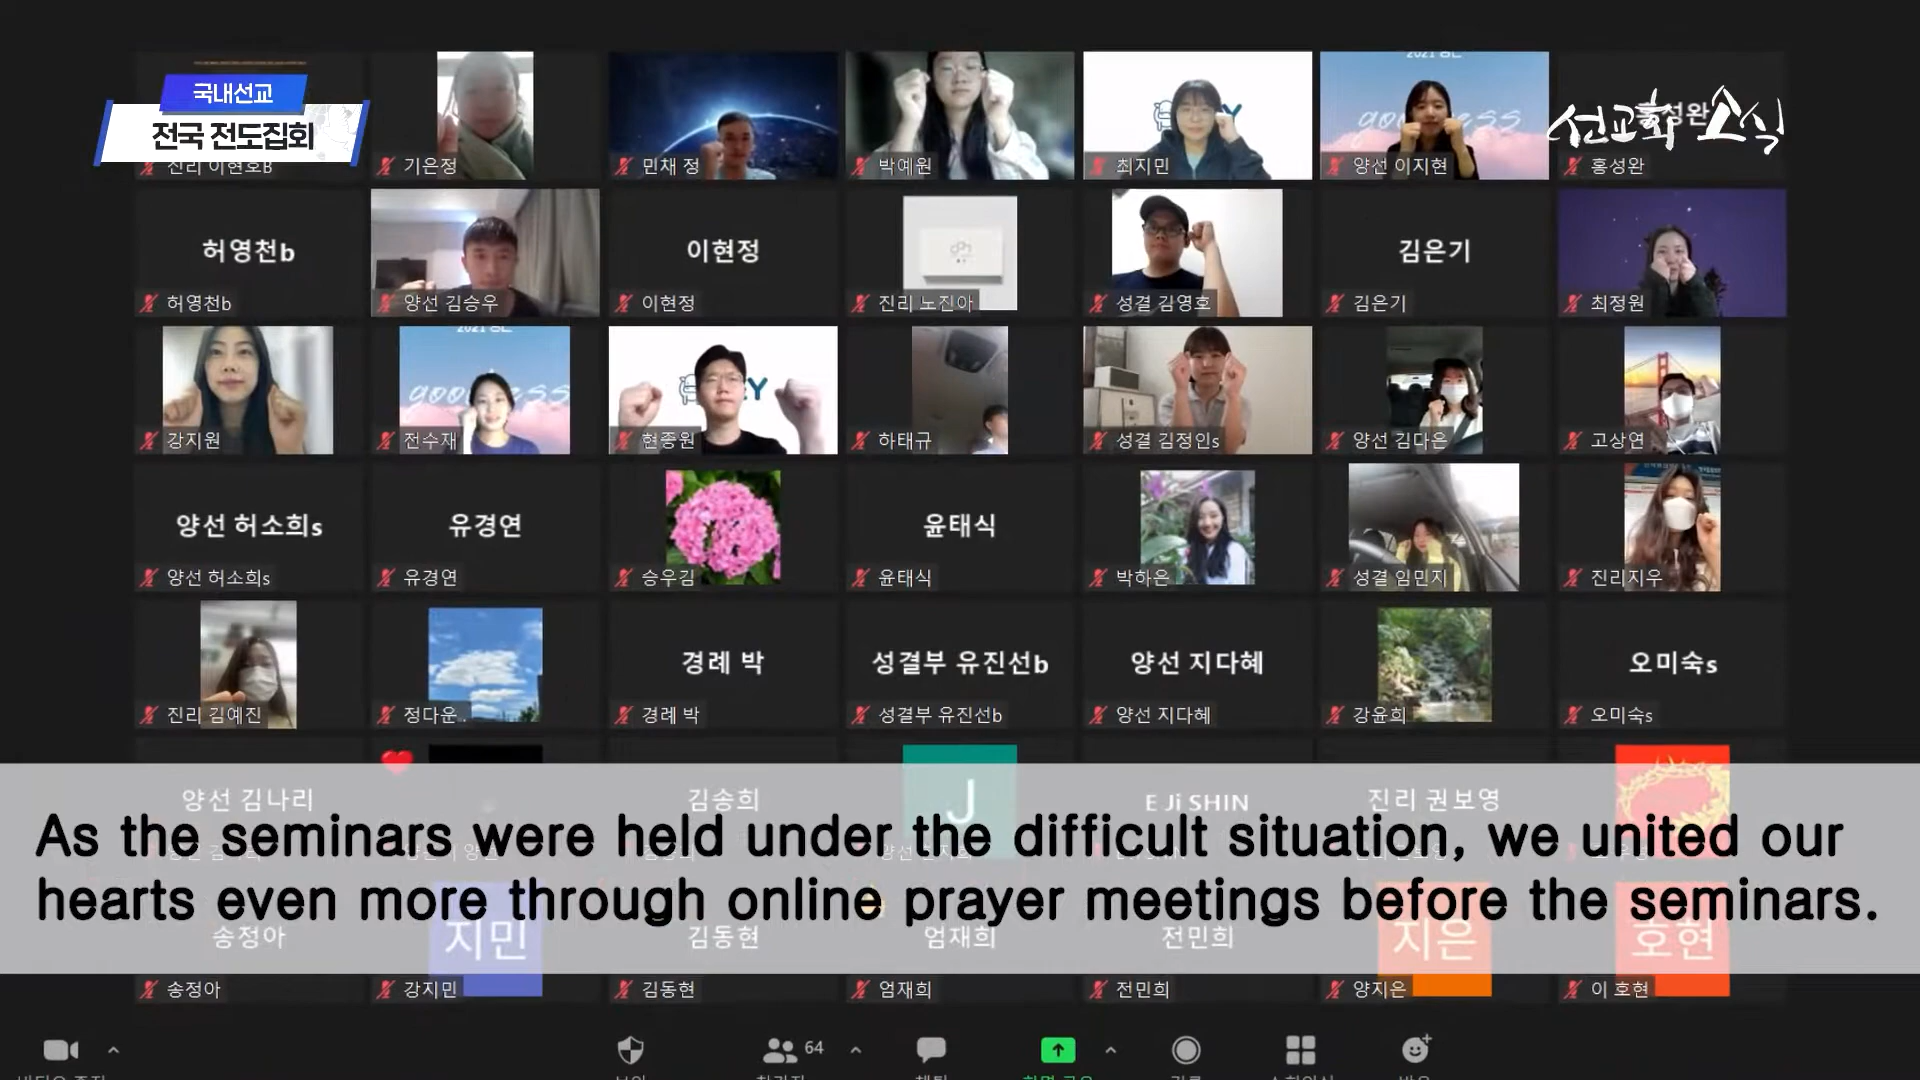 국내선교
전국 전도집회
선교회 소식
진리 이현호B
기은정
민채 정
박예원
최지민
양선 이지현
홍성완
허영천b
이현정
김은기
허영천b
양선 김승우
이현정
진리 노진아
성결 김영호
김은기
최정원
강지원
전수재
현종원
하태규
성결 김정인s
양선 김다은
고상연
양선 허소희s
유경연
윤태식
양선 허소희s
유경연
승우김
윤태식
박하은
성결 임민지
진리지우
경례 박
성결부 유진선b
양선 지다혜
오미숙s
진리 김예진
정다운.
경례 박
성결부 유진선b
양선 지다혜
강윤희
오미숙s
양선 김나리
김송희
J
E Ji SHIN
진리 권보영
As the seminars were held under the difficult situation, we united our
hearts even more through online prayer meetings before the seminars.
송정아
지민
김동현
엄재희
전민희
지은
호현
송정아
강지민
김동현
엄재희
전민희
양지은
이 호현
64